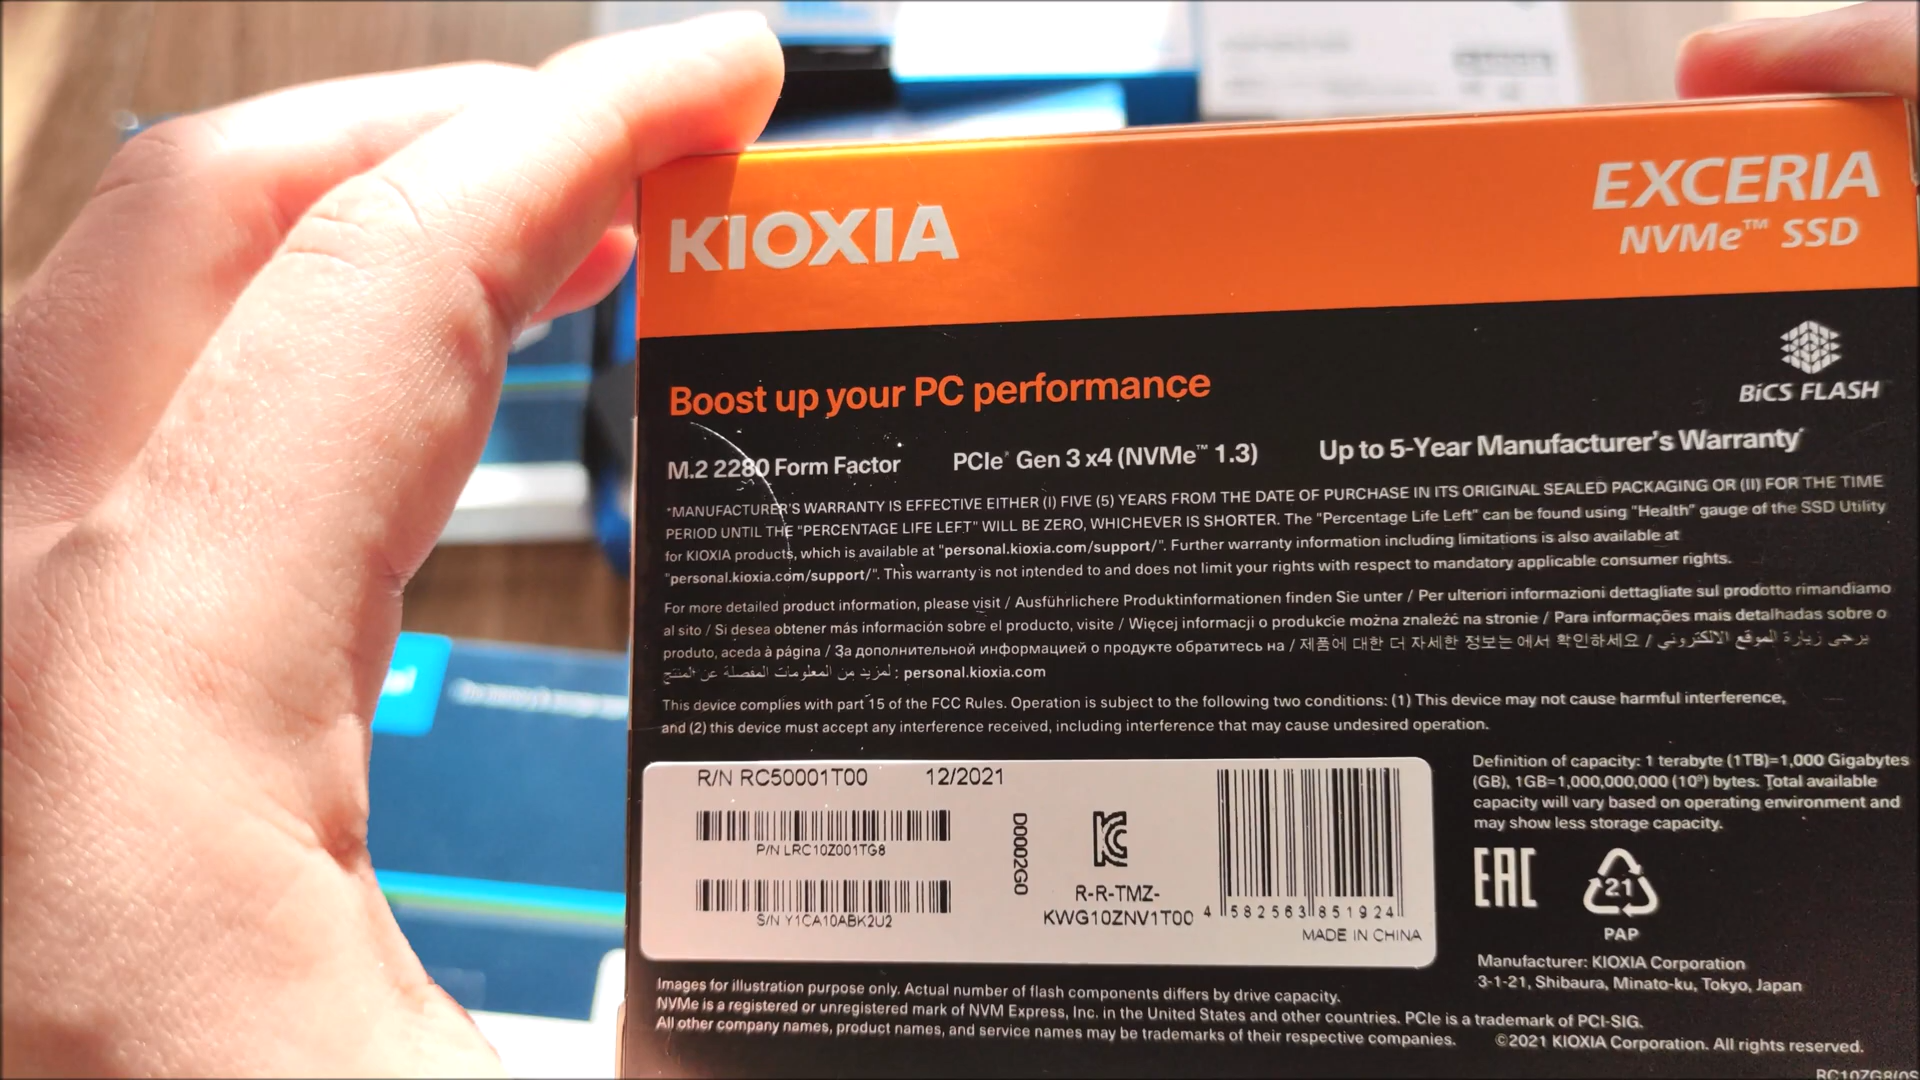 KIOXIA
EXCERIA
NVMe™ SSD
BiCS FLASH
Boost up your PC performance
M.2 2280 Form Factor
PCIe® Gen 3 x4 (NVMe™ 1.3)
Up to 5-Year Manufacturer's Warranty*
*MANUFACTURER'S WARRANTY IS EFFECTIVE EITHER (I) FIVE (5) YEARS FROM THE DATE OF PURCHASE IN ITS ORIGINAL SEALED PACKAGING OR (II) FOR THE TIME
PERIOD UNTIL THE "PERCENTAGE LIFE LEFT" WILL BE ZERO, WHICHEVER IS SHORTER. The "Percentage Life Left" can be found using "Health" gauge of the SSD Utility
for KIOXIA products, which is available at "personal.kioxia.com/support/". Further warranty information including limitations is also available at
"personal.kioxia.com/support/". This warranty is not intended to and does not limit your rights with respect to mandatory applicable consumer rights.
For more detailed product information, please visit / Ausführlichere Produktinformationen finden Sie unter / Per ulteriori informazioni dettagliate sul prodotto rimandiamo
al sito / Si desea obtener más información sobre el producto, visite / Więcej informacji o produkcie można znaleźć na stronie / Para informações mais detalhadas sobre o
produto, aceda à página / За дополнительной информацией о продукте обратитесь на / 제품에 대한 더 자세한 정보는 에서 확인하세요 / يرجى زيارة الموقع الالكتروني
لمزيد من المعلومات المفصلة عن المنتج : personal.kioxia.com
This device complies with part 15 of the FCC Rules. Operation is subject to the following two conditions: (1) This device may not cause harmful interference,
and (2) this device must accept any interference received, including interference that may cause undesired operation.
R/N RC50001T00 12/2021
P/N LRC10Z001TG8
S/N Y1CA10ABK2U2
D0002G0
R-R-TMZ-
KWG10ZNV1T00
4 582563 851924
MADE IN CHINA
Definition of capacity: 1 terabyte (1TB)=1,000 Gigabytes
(GB), 1GB=1,000,000,000 (10⁹) bytes. Total available
capacity will vary based on operating environment and
may show less storage capacity.
EAC
21
PAP
Manufacturer: KIOXIA Corporation
3-1-21, Shibaura, Minato-ku, Tokyo, Japan
Images for illustration purpose only. Actual number of flash components differs by drive capacity.
NVMe is a registered or unregistered mark of NVM Express, Inc. in the United States and other countries. PCIe is a trademark of PCI-SIG.
All other company names, product names, and service names may be trademarks of their respective companies.
©2021 KIOXIA Corporation. All rights reserved.